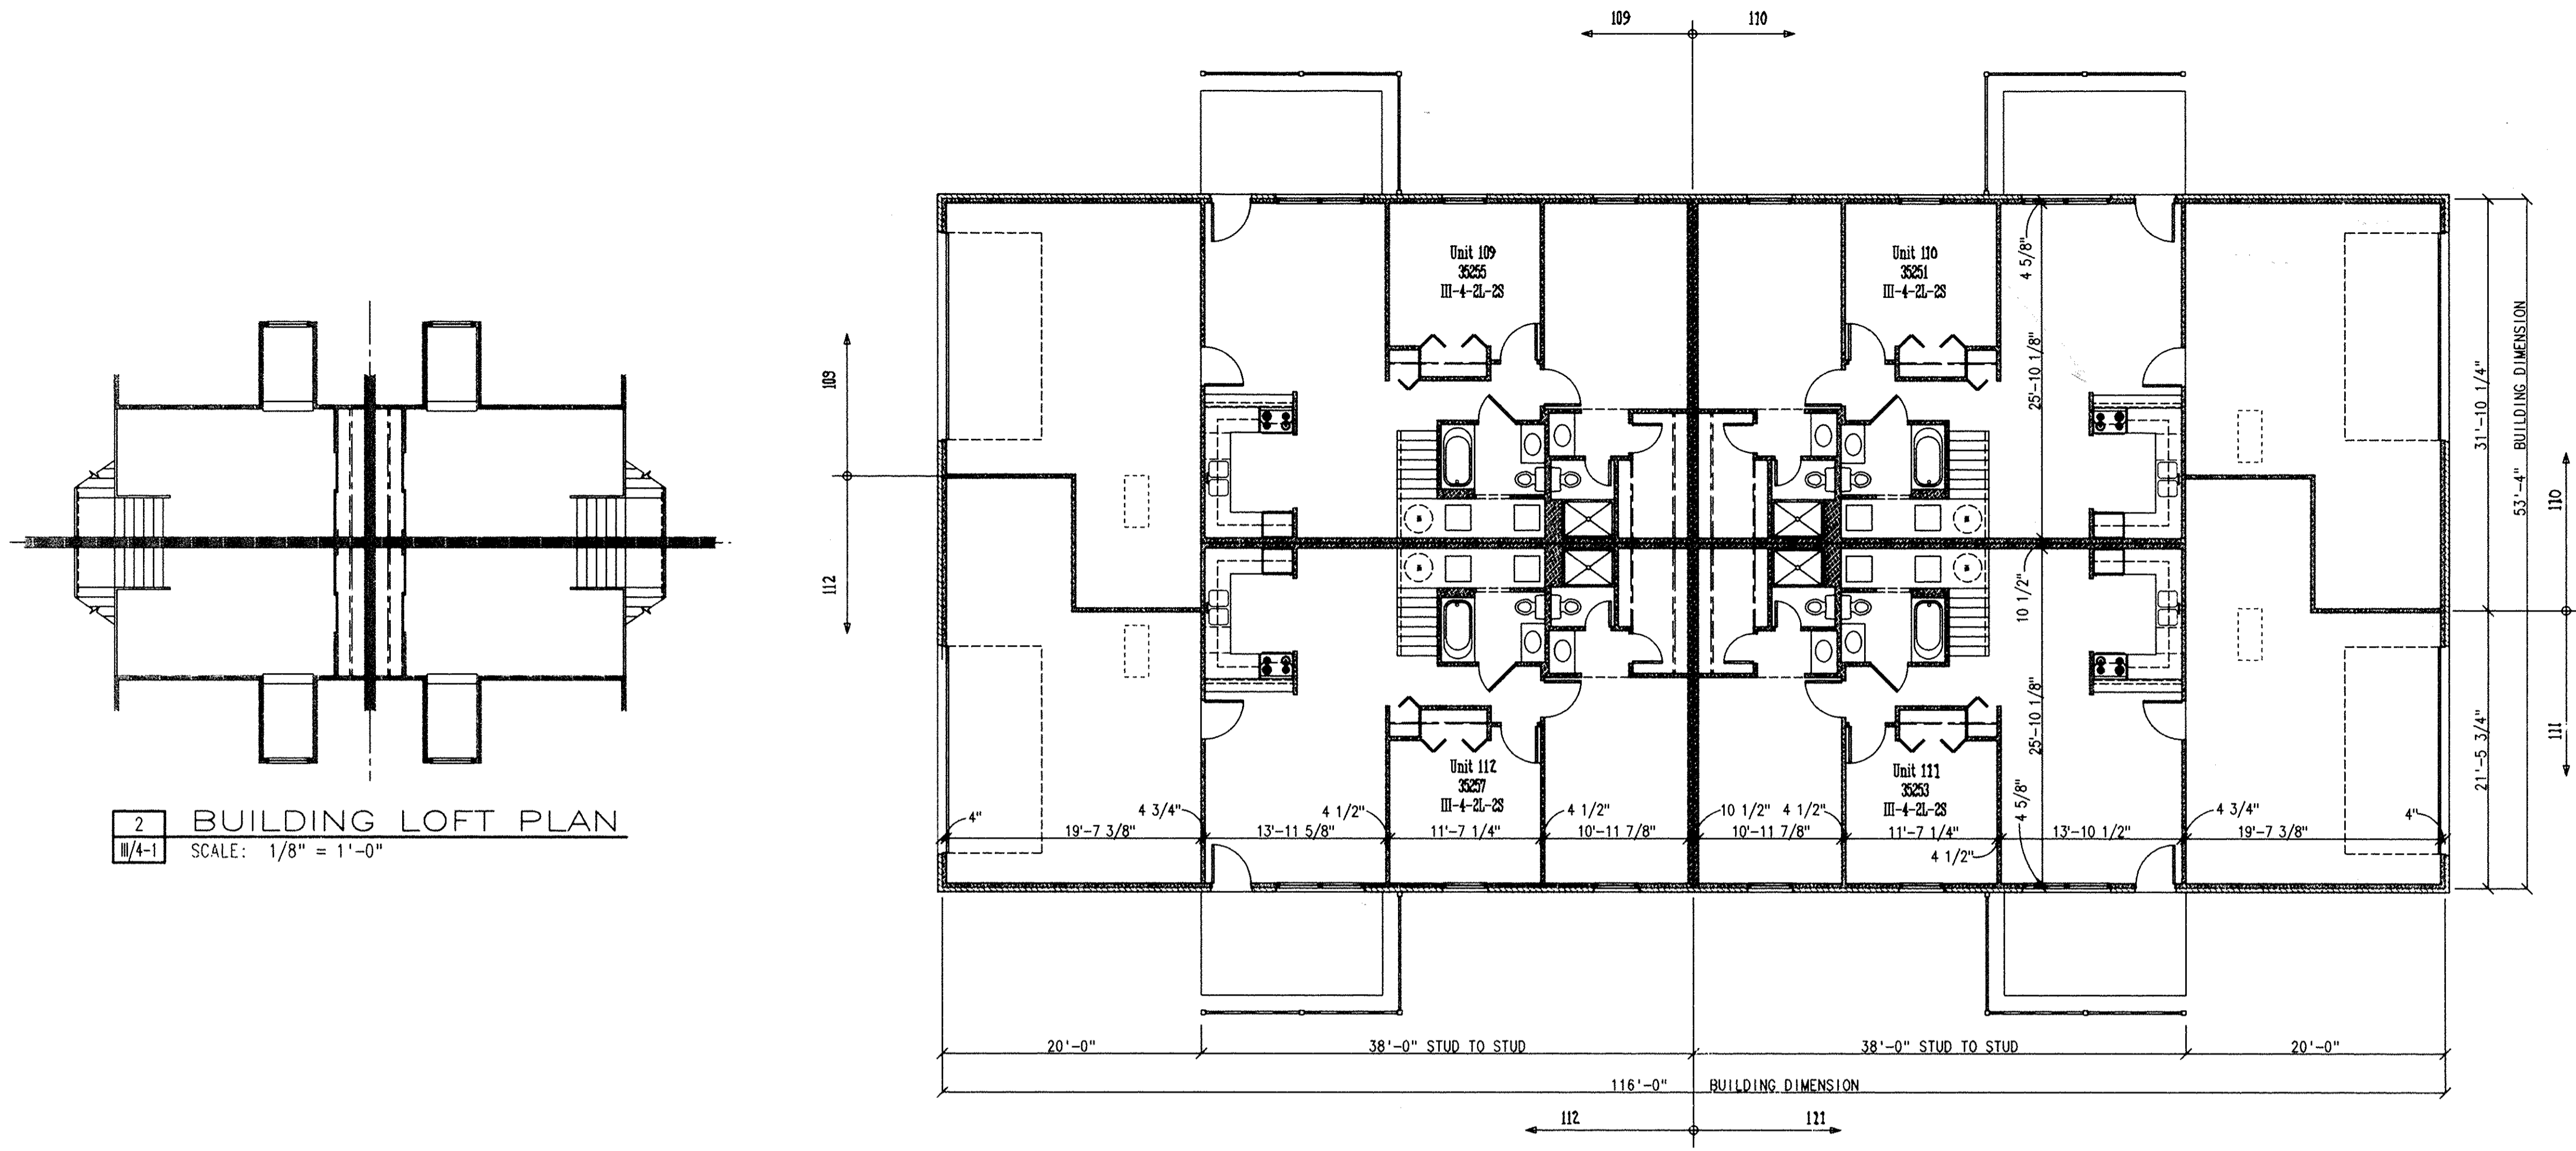 109 110
Unit 109
35255
III-4-2L-2S
Unit 110
35251
III-4-2L-2S
4 5/8"
25'-10 1/8"
31'-10 1/4"
53'-4" BUILDING DIMENSION
109
112
110
111
10 1/2"
25'-10 1/8"
21'-5 3/4"
4 5/8"
Unit 112
35257
III-4-2L-2S
Unit 111
35253
III-4-2L-2S
4" 4 3/4" 4 1/2" 4 1/2" 10 1/2" 4 1/2" 4 3/4" 4"
19'-7 3/8" 13'-11 5/8" 11'-7 1/4" 10'-11 7/8" 10'-11 7/8" 11'-7 1/4" 13'-10 1/2" 19'-7 3/8"
4 1/2"
2 BUILDING LOFT PLAN
III/4-1 SCALE: 1/8" = 1'-0"
20'-0" 38'-0" STUD TO STUD 38'-0" STUD TO STUD 20'-0"
116'-0" BUILDING DIMENSION
112 111